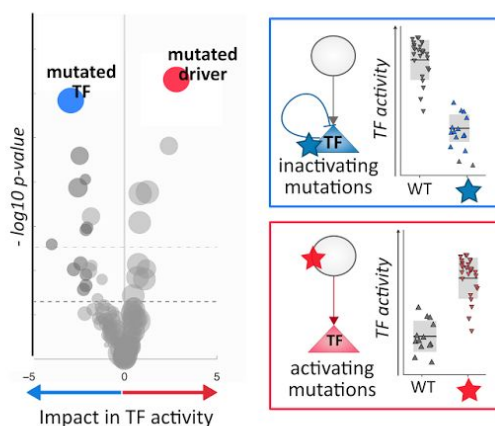 mutated
TF
mutated
driver
- log10 p-value
−5
0
5
Impact in TF activity
TF
inactivating
mutations
TF activity
WT
TF
activating
mutations
TF activity
WT